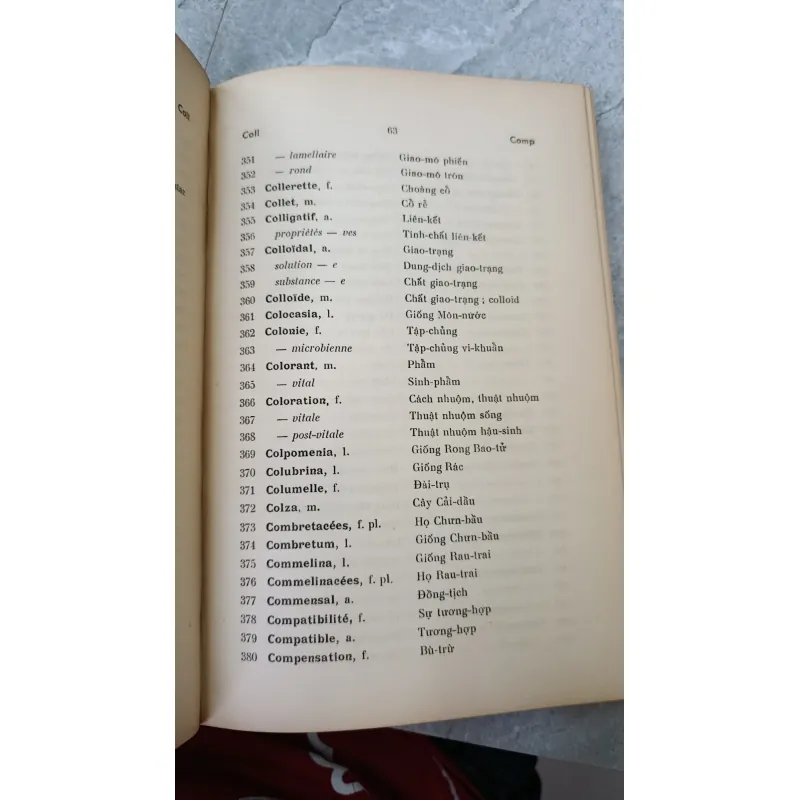 Coll
Coll 63 Comp
351 — lamellaire Giao-mô phiến
352 — rond Giao-mô tròn
353 Collerette, f. Choàng cổ
354 Collet, m. Cổ rễ
355 Colligatif, a. Liên-kết
356 propriétés — ves Tính-chất liên-kết
357 Colloïdal, a. Giao-trạng
358 solution — e Dung-dịch giao-trạng
359 substance — e Chất giao-trạng
360 Colloïde, m. Chất giao-trạng ; colloid
361 Colocasia, l. Giống Môn-nước
362 Colonie, f. Tập-chủng
363 — microbienne Tập-chủng vi-khuẩn
364 Colorant, m. Phẩm
365 — vital Sinh-phẩm
366 Coloration, f. Cách nhuộm, thuật nhuộm
367 — vitale Thuật nhuộm sống
368 — post-vitale Thuật nhuộm hậu-sinh
369 Colpomenia, l. Giống Rong Bao-tử
370 Colubrina, l. Giống Rác
371 Columelle, f. Đài-trụ
372 Colza, m. Cây Cải-dầu
373 Combretacées, f. pl. Họ Chưn-bầu
374 Combretum, l. Giống Chưn-bầu
375 Commelina, l. Giống Rau-trai
376 Commelinacées, f. pl. Họ Rau-trai
377 Commensal, a. Đồng-tịch
378 Compatibilité, f. Sự tương-hợp
379 Compatible, a. Tương-hợp
380 Compensation, f. Bù-trừ